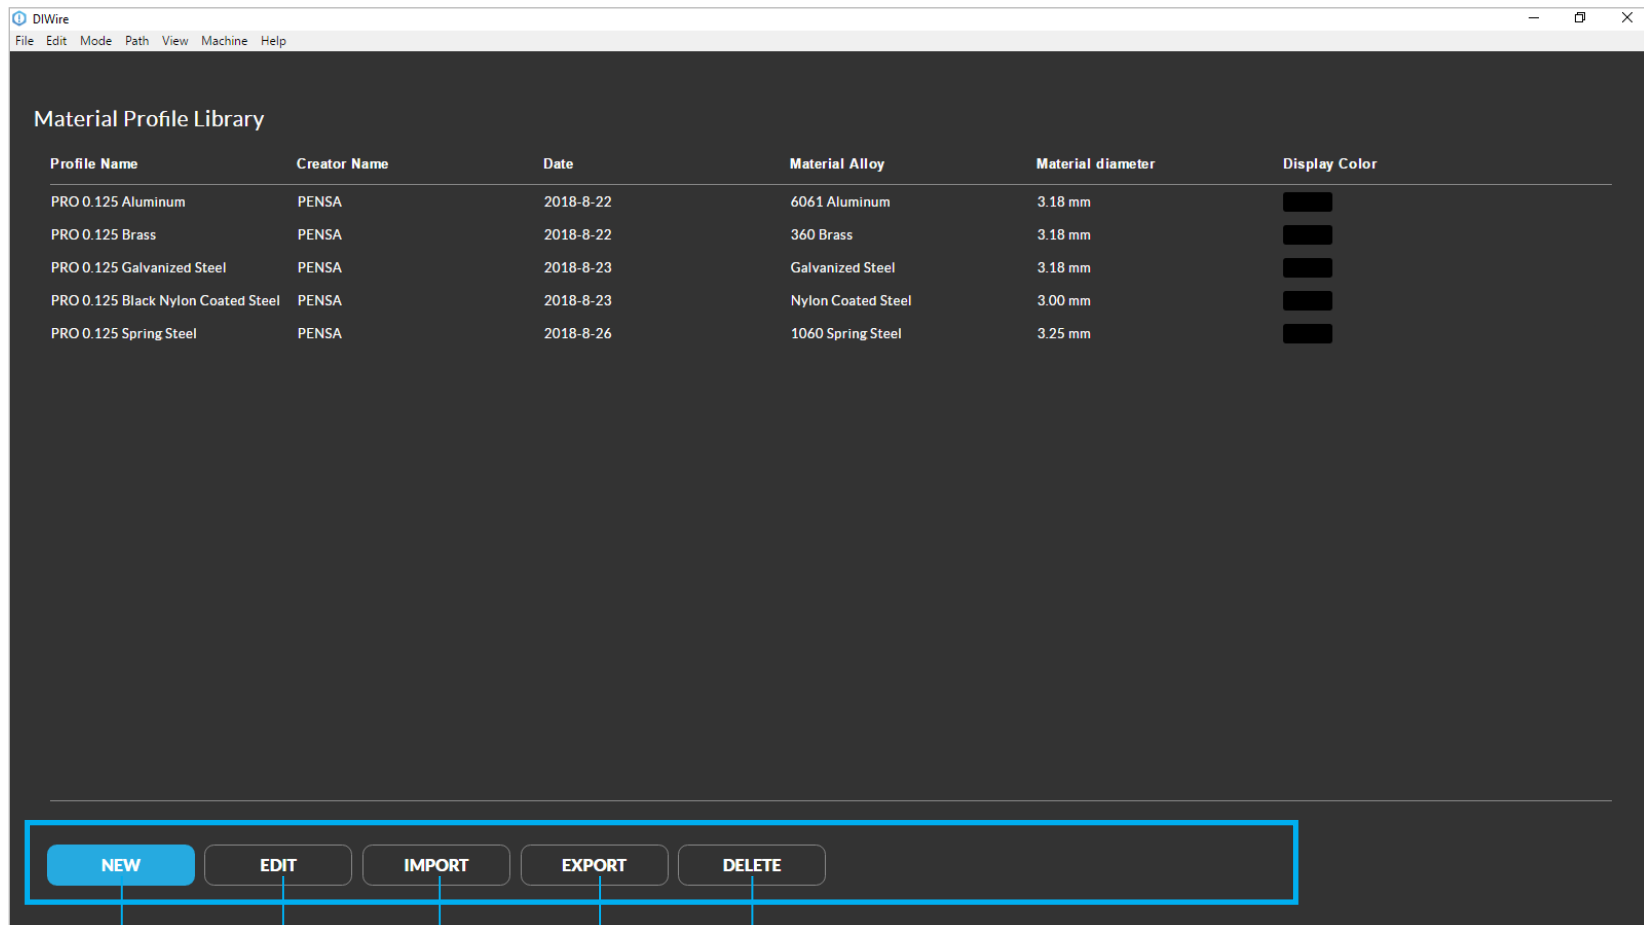 DIWire
File Edit Mode Path View Machine Help
Material Profile Library
Profile Name Creator Name Date Material Alloy Material diameter Display Color
PRO 0.125 Aluminum PENSA 2018-8-22 6061 Aluminum 3.18 mm
PRO 0.125 Brass PENSA 2018-8-22 360 Brass 3.18 mm
PRO 0.125 Galvanized Steel PENSA 2018-8-23 Galvanized Steel 3.18 mm
PRO 0.125 Black Nylon Coated Steel PENSA 2018-8-23 Nylon Coated Steel 3.00 mm
PRO 0.125 Spring Steel PENSA 2018-8-26 1060 Spring Steel 3.25 mm
NEW EDIT IMPORT EXPORT DELETE